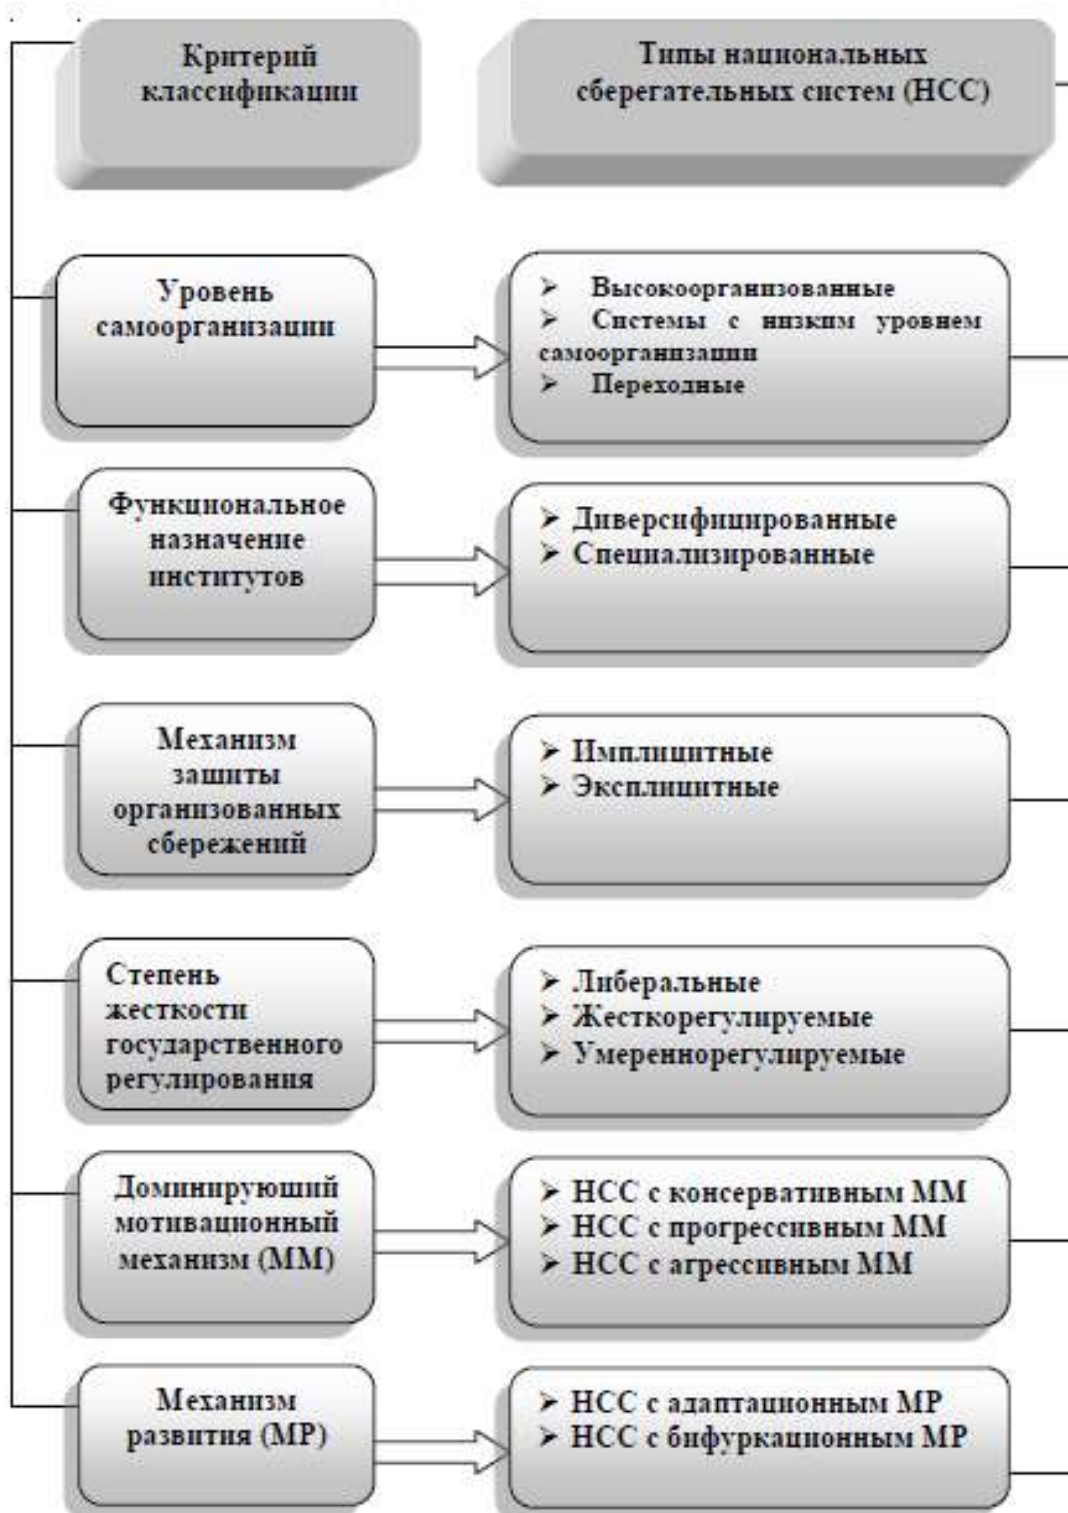 Критерий
классификации
Типы национальных
сберегательных систем (НСС)
Уровень
самоорганизации
➢ Высокоорганизованные
➢ Системы с низким уровнем
самоорганизации
➢ Переходные
Функциональное
назначение
институтов
➢ Диверсифицированные
➢ Специализированные
Механизм
защиты
организованных
сбережений
➢ Имплицитные
➢ Эксплицитные
Степень
жесткости
государственного
регулирования
➢ Либеральные
➢ Жесткорегулируемые
➢ Умереннорегулируемые
Доминирующий
мотивационный
механизм (ММ)
➢ НСС с консервативным ММ
➢ НСС с прогрессивным ММ
➢ НСС с агрессивным ММ
Механизм
развития (МР)
➢ НСС с адаптационным МР
➢ НСС с бифуркационным МР